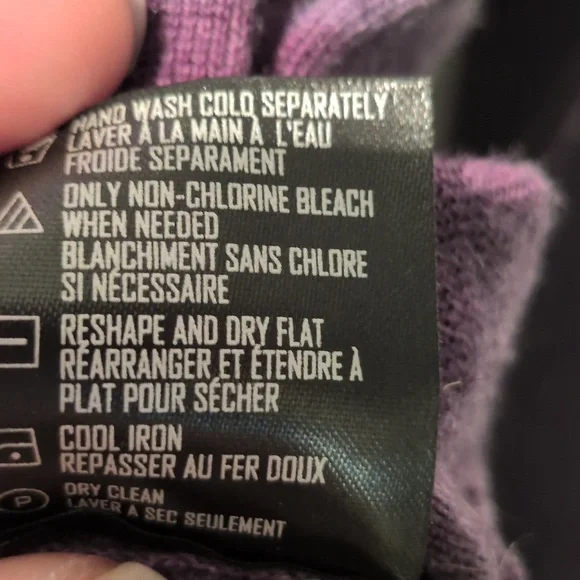 HAND WASH COLD SEPARATELY
LAVER À LA MAIN À L'EAU
FROIDE SEPARAMENT
ONLY NON-CHLORINE BLEACH
WHEN NEEDED
BLANCHIMENT SANS CHLORE
SI NÉCESSAIRE
RESHAPE AND DRY FLAT
RÉARRANGER ET ÉTENDRE À
PLAT POUR SÉCHER
COOL IRON
REPASSER AU FER DOUX
P
DRY CLEAN
LAVER A SEC SEULEMENT